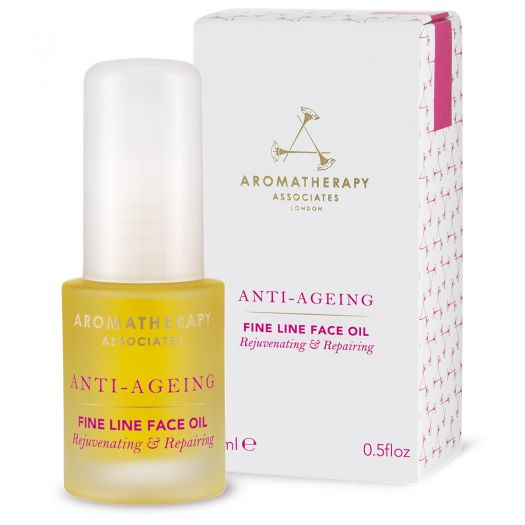 AROMATHERAPY
ASSOCIATES
LONDON
ANTI-AGEING
FINE LINE FACE OIL
Rejuvenating & Repairing
ml℮ 0.5floz
AROMATHERAPY
ASSOCIATES
ANTI-AGEING
FINE LINE FACE OIL
Rejuvenating & Repairing